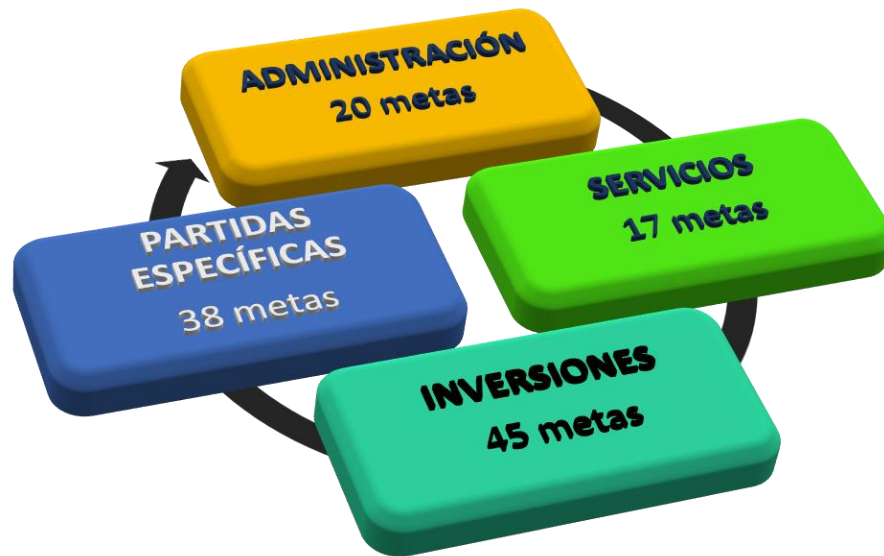 ADMINISTRACIÓN
20 metas
SERVICIOS
17 metas
PARTIDAS
ESPECÍFICAS
38 metas
INVERSIONES
45 metas